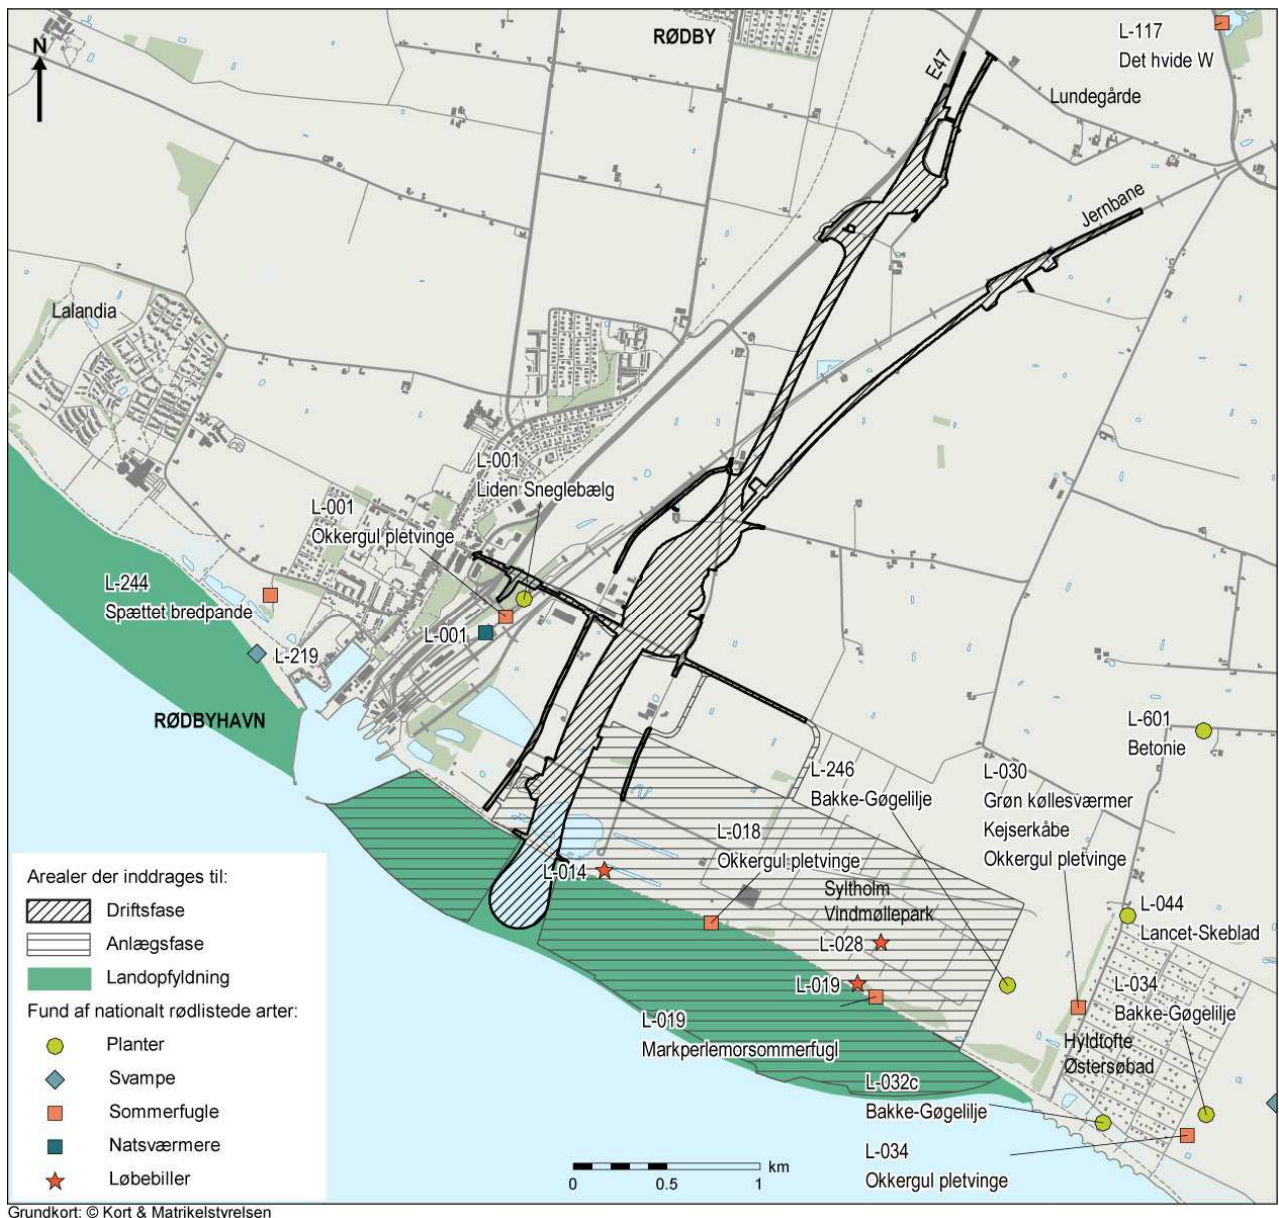 L-117
Det hvide W
RØDBY
N
E47
Lundegårde
Jernbane
Lalandia
L-001
Liden Sneglebælg
L-001
Okkergul pletvinge
L-244
Spættet bredpande
L-001
L-219
RØDBYHAVN
L-601
Betonie
L-246
Bakke-Gøgelilje
L-030
Grøn køllesværmer
Kejserkåbe
Okkergul pletvinge
L-018
Okkergul pletvinge
L-014
Syltholm
Vindmøllepark
L-044
Lancet-Skeblad
L-028
L-019
L-034
Bakke-Gøgelilje
L-019
Markperlemorsommerfugl
Hyldtofte
Østersøbad
L-032c
Bakke-Gøgelilje
L-034
Okkergul pletvinge
Arealer der inddrages til:
Driftsfase
Anlægsfase
Landopfyldning
Fund af nationalt rødlistede arter:
Planter
Svampe
Sommerfugle
Natsværmere
Løbebiller
km
0 0.5 1
Grundkort: © Kort & Matrikelstyrelsen